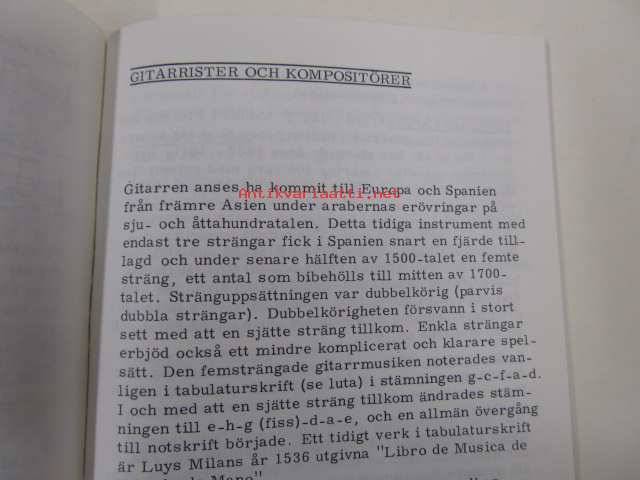 GITARRISTER OCH KOMPOSITÖRER
Gitarren anses ha kommit till Europa och Spanien
Antikvariaatti.net
från främre Asien under arabernas erövringar på
sju- och åttahundratalen. Detta tidiga instrument med
endast tre strängar fick i Spanien snart en fjärde till-
lagd och under senare hälften av 1500-talet en femte
sträng, ett antal som bibehölls till mitten av 1700-
talet. Stränguppsättningen var dubbelkörig (parvis
dubbla strängar). Dubbelkörigheten försvann i stort
sett med att en sjätte sträng tillkom. Enkla strängar
erbjöd också ett mindre komplicerat och klarare spel-
sätt. Den femsträngade gitarrmusiken noterades van-
ligen i tabulaturskrift (se luta) i stämningen g-c-f-a-d.
I och med att en sjätte sträng tillkom ändrades stäm-
ningen till e-h-g (fiss)-d-a-e, och en allmän övergång
till notskrift började. Ett tidigt verk i tabulaturskrift
är Luys Milans år 1536 utgivna "Libro de Musica de